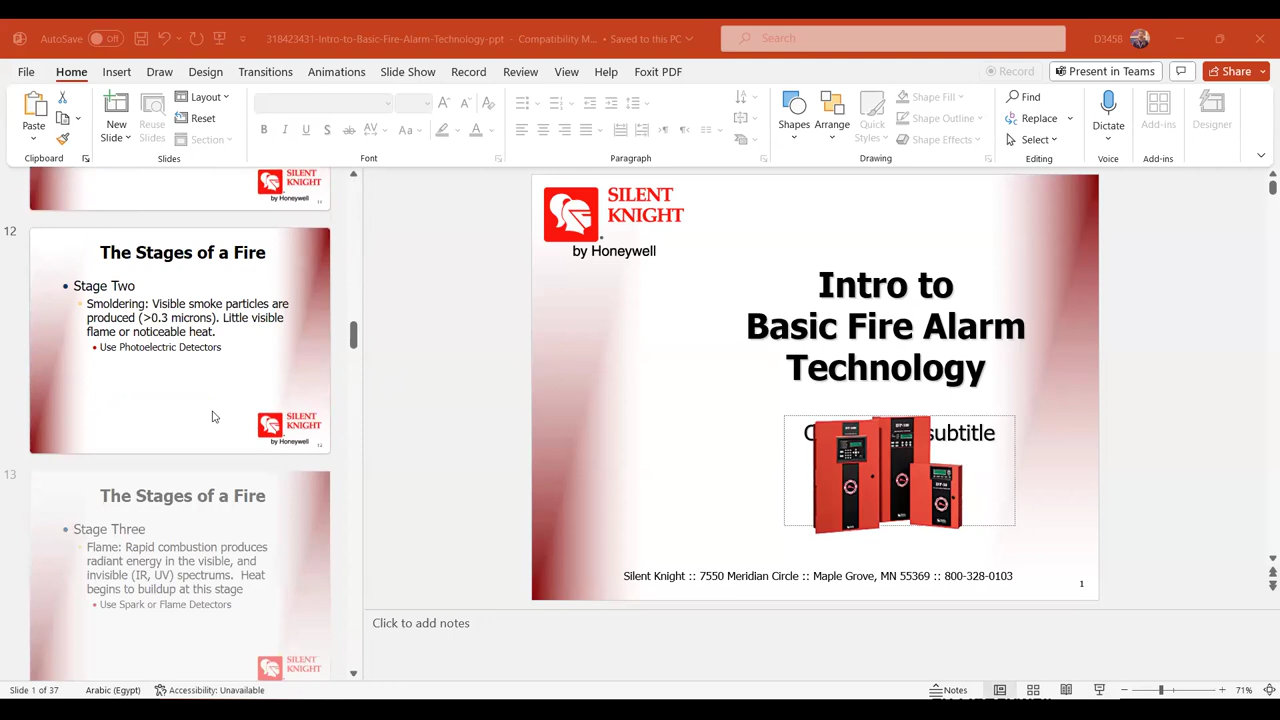 AutoSave Off 318423431-Intro-to-Basic-Fire-Alarm-Technology-ppt - Compatibility M... • Saved to this PC Search D3458
File Home Insert Draw Design Transitions Animations Slide Show Record Review View Help Foxit PDF Record Present in Teams Share
Paste New Slide Reuse Slides Layout Reset Section Shapes Arrange Quick Styles Shape Fill Shape Outline Shape Effects Find Replace Select Dictate Add-ins Designer
B I U S ab AV Aa A
Clipboard Slides Font Paragraph Drawing Editing Voice Add-ins
SILENT
KNIGHT
by Honeywell
11
12
The Stages of a Fire
• Stage Two
Smoldering: Visible smoke particles are
produced (>0.3 microns). Little visible
flame or noticeable heat.
• Use Photoelectric Detectors
SILENT
KNIGHT
by Honeywell
12
13
The Stages of a Fire
• Stage Three
Flame: Rapid combustion produces
radiant energy in the visible, and
invisible (IR, UV) spectrums. Heat
begins to buildup at this stage
• Use Spark or Flame Detectors
SILENT
KNIGHT
SILENT
KNIGHT
by Honeywell
Intro to
Basic Fire Alarm
Technology
subtitle
Silent Knight :: 7550 Meridian Circle :: Maple Grove, MN 55369 :: 800-328-0103
1
Click to add notes
Slide 1 of 37 Arabic (Egypt) Accessibility: Unavailable Notes 71%